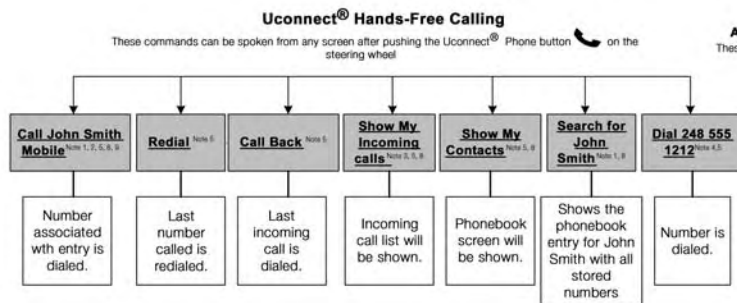 Uconnect® Hands-Free Calling
These commands can be spoken from any screen after pushing the Uconnect® Phone button on the
steering wheel
A
Thes
Call John Smith
Mobile Note 1, 2, 5, 8, 9
Redial Note 5
Call Back Note 5
Show My
Incoming
calls Note 3, 5, 8
Show My
Contacts Note 5, 8
Search for
John
Smith Note 1, 8
Dial 248 555
1212 Note 4,5
Number
associated
wth entry is
dialed.
Last
number
called is
redialed.
Last
incoming
call is
dialed.
Incoming
call list will
be shown.
Phonebook
screen will
be shown.
Shows the
phonebook
entry for John
Smith with all
stored
numbers
Number is
dialed.